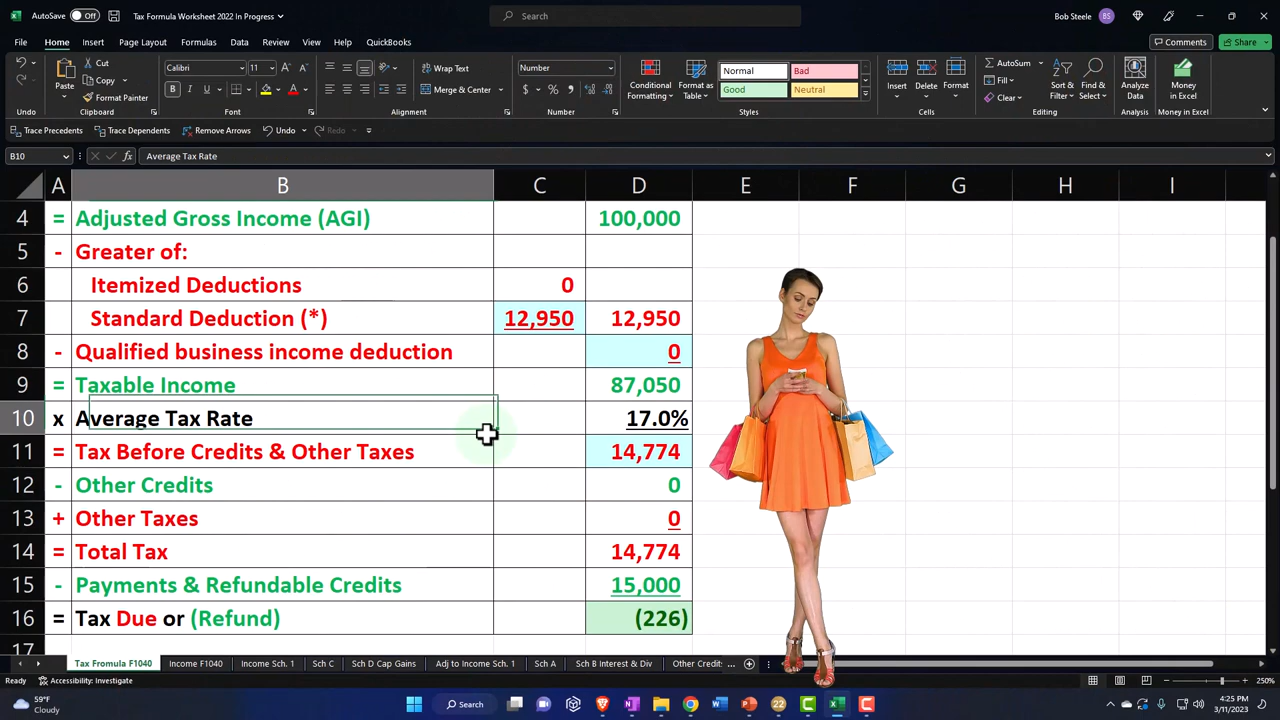 AutoSave Off Tax Formula Worksheet 2022 In Progress Search Bob Steele BS
File Home Insert Page Layout Formulas Data Review View Help QuickBooks Comments Share
Cut Calibri 11 Wrap Text Number AutoSum
Copy Normal Bad
Paste Format Painter B I U Merge & Center $ % Conditional Formatting Format as Table Good Neutral Insert Delete Format Clear Sort & Filter Find & Select Analyze Data Money in Excel
Undo Clipboard Font Alignment Number Styles Cells Editing Analysis Money in Excel
Trace Precedents Trace Dependents Remove Arrows Undo Redo
B10 fx Average Tax Rate
A B C D E F G H I
4 = Adjusted Gross Income (AGI) 100,000
5 - Greater of:
6 Itemized Deductions 0
7 Standard Deduction (*) 12,950 12,950
8 - Qualified business income deduction 0
9 = Taxable Income 87,050
10 x Average Tax Rate 17.0%
11 = Tax Before Credits & Other Taxes 14,774
12 - Other Credits 0
13 + Other Taxes 0
14 = Total Tax 14,774
15 - Payments & Refundable Credits 15,000
16 = Tax Due or (Refund) (226)
17
Tax Fromula F1040 Income F1040 Income Sch. 1 Sch C Sch D Cap Gains Adj to Income Sch. 1 Sch A Sch B Interest & Div Other Credit ...
Ready Accessibility: Investigate 250%
59°F Search 4:25 PM
Cloudy 3/11/2023